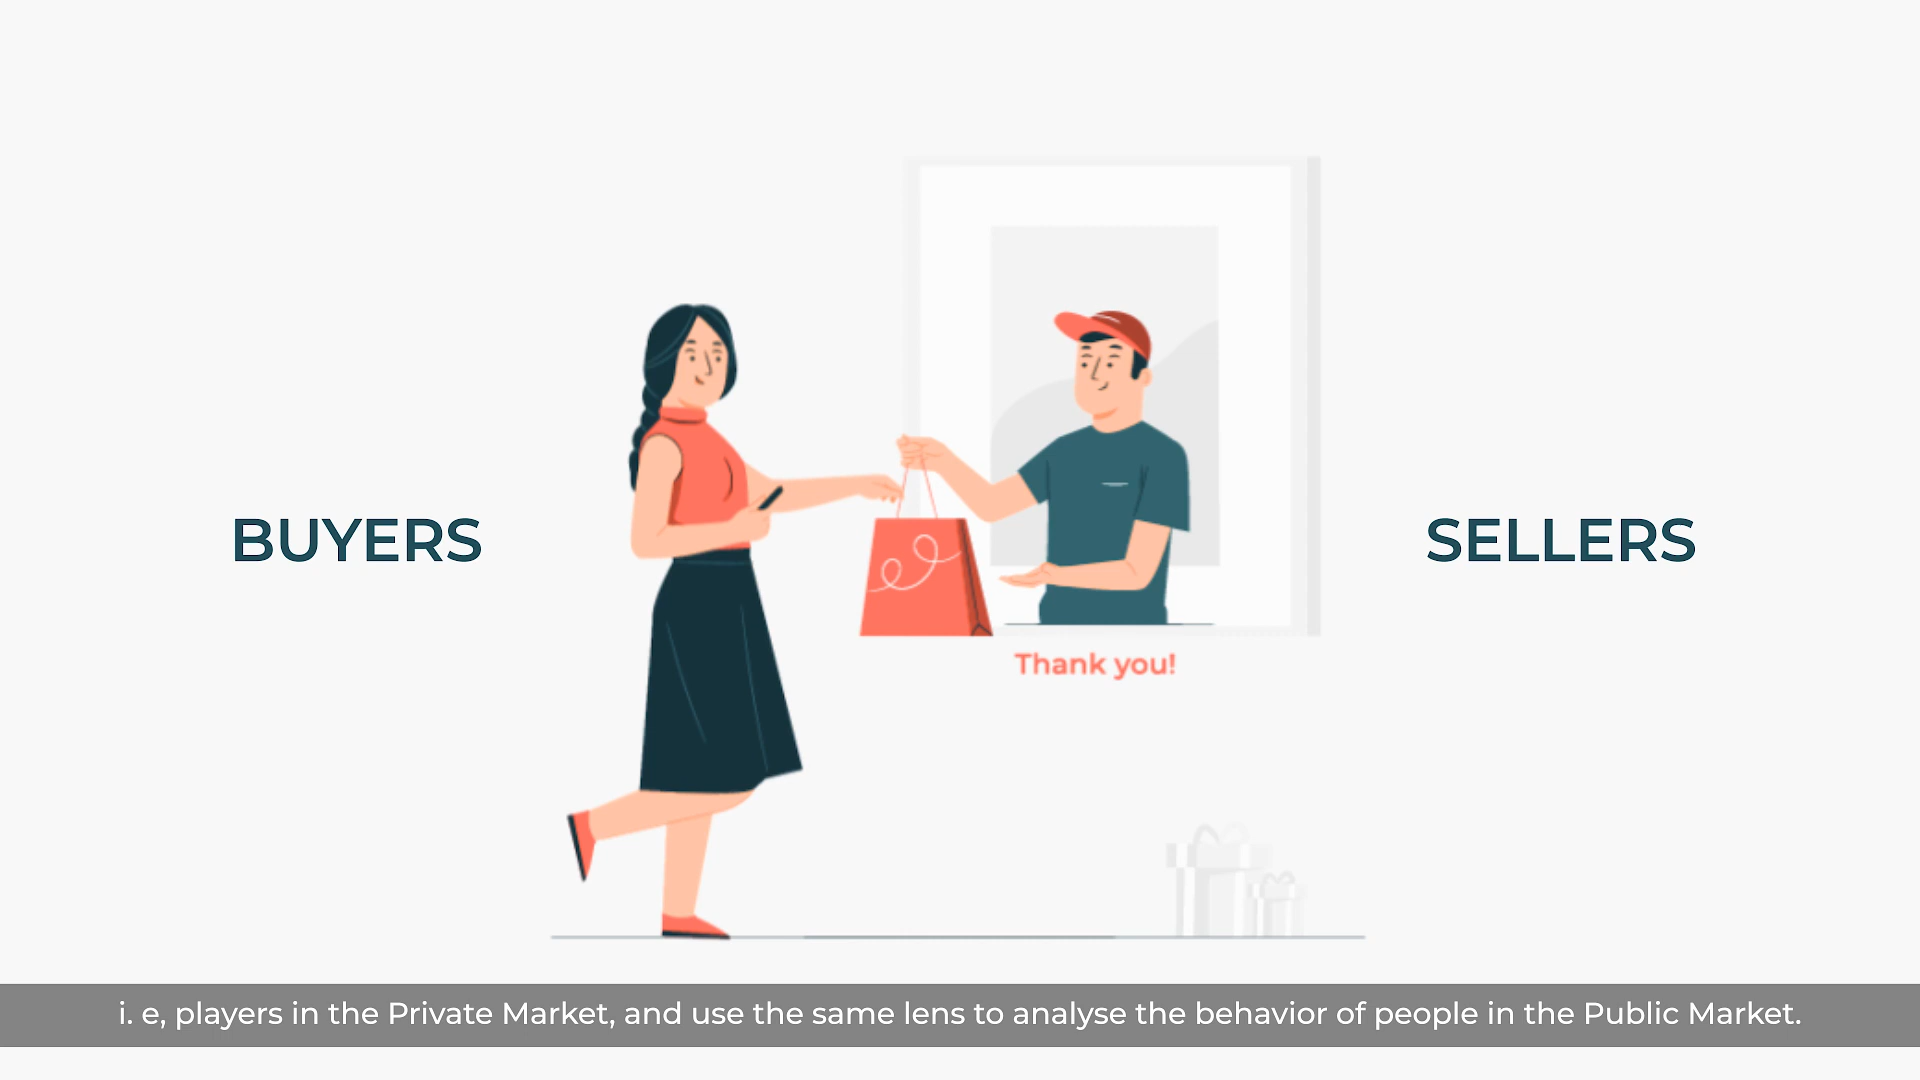 BUYERS
SELLERS
Thank you!
i. e, players in the Private Market, and use the same lens to analyse the behavior of people in the Public Market.